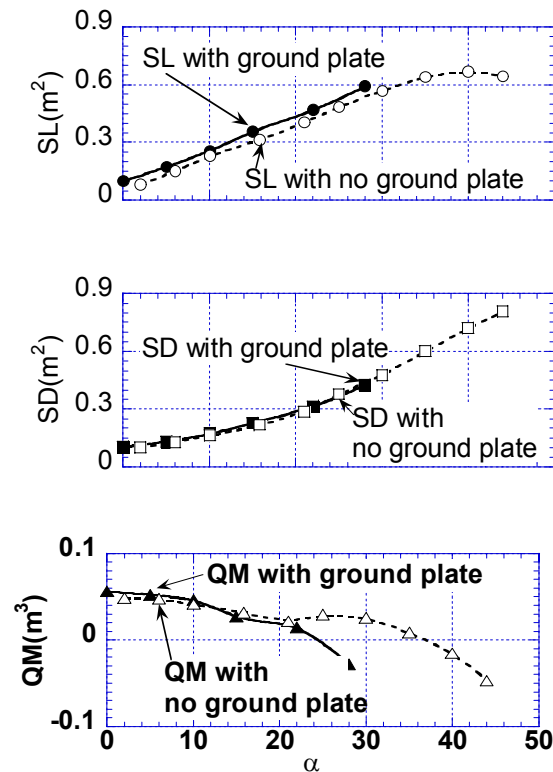 0.9
0.6
0.3
0
SL(m²)
SL with ground plate
SL with no ground plate
0.9
0.6
0.3
0
SD(m²)
SD with ground plate
SD with
no ground plate
0.1
0
-0.1
QM(m³)
QM with ground plate
QM with
no ground plate
0 10 20 30 40 50
α